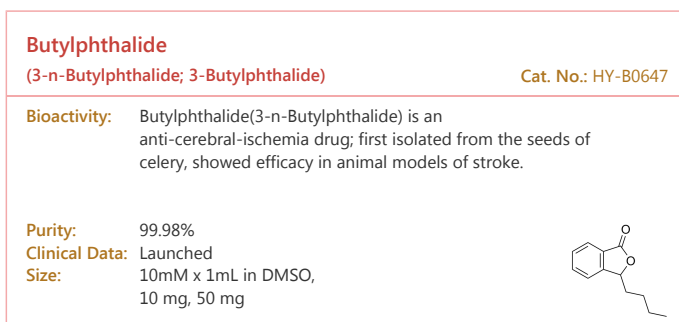 Butylphthalide
(3-n-Butylphthalide; 3-Butylphthalide) Cat. No.: HY-B0647
Bioactivity: Butylphthalide(3-n-Butylphthalide) is an
anti-cerebral-ischemia drug; first isolated from the seeds of
celery, showed efficacy in animal models of stroke.
Purity: 99.98%
Clinical Data: Launched
Size: 10mM x 1mL in DMSO,
10 mg, 50 mg
O
O